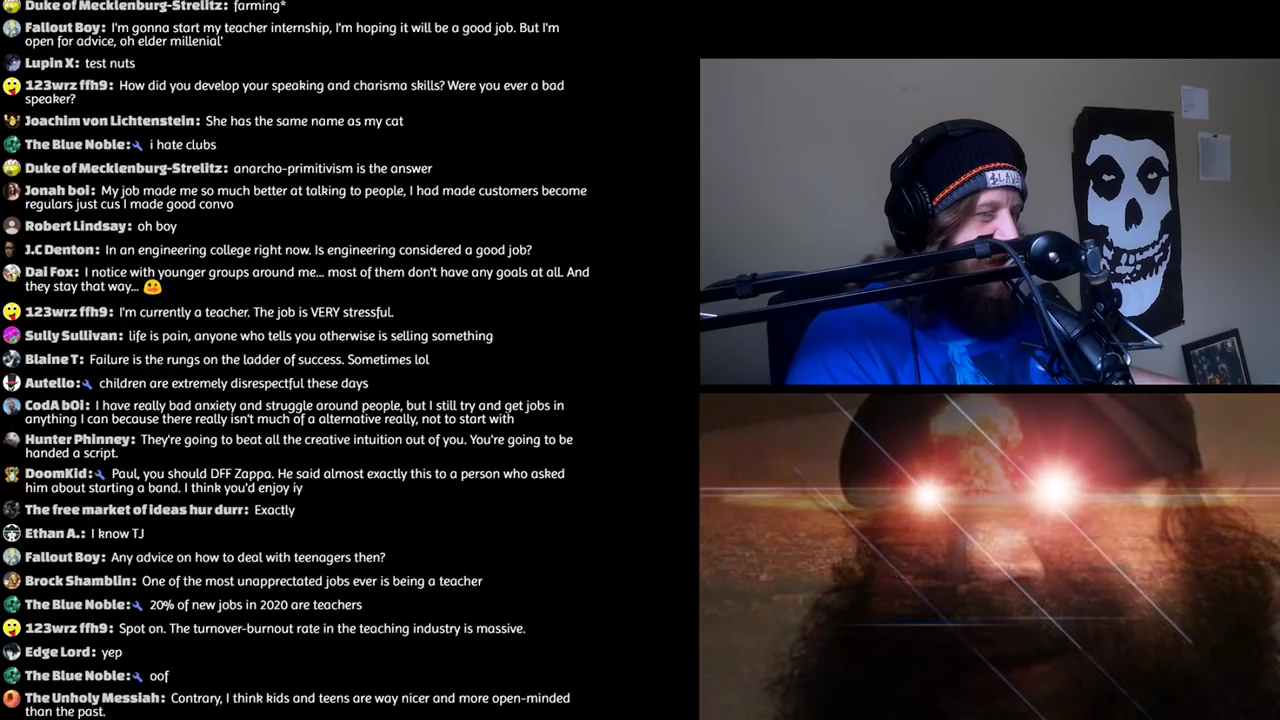 Duke of Mecklenburg-Strelitz: farming*
Fallout Boy: I'm gonna start my teacher internship, I'm hoping it will be a good job. But I'm
open for advice, oh elder millenial'
Lupin X: test nuts
123wrz ffh9: How did you develop your speaking and charisma skills? Were you ever a bad
speaker?
Joachim von Lichtenstein: She has the same name as my cat
The Blue Noble: i hate clubs
Duke of Mecklenburg-Strelitz: anarcho-primitivism is the answer
Jonah boi: My job made me so much better at talking to people, I had made customers become
regulars just cus I made good convo
Robert Lindsay: oh boy
J.C Denton: In an engineering college right now. Is engineering considered a good job?
Dai Fox: I notice with younger groups around me... most of them don't have any goals at all. And
they stay that way...
123wrz ffh9: I'm currently a teacher. The job is VERY stressful.
Sully Sullivan: life is pain, anyone who tells you otherwise is selling something
Blaine T: Failure is the rungs on the ladder of success. Sometimes lol
Autello: children are extremely disrespectful these days
CodA bOi: I have really bad anxiety and struggle around people, but I still try and get jobs in
anything I can because there really isn't much of a alternative really, not to start with
Hunter Phinney: They're going to beat all the creative intuition out of you. You're going to be
handed a script.
DoomKid: Paul, you should DFF Zappa. He said almost exactly this to a person who asked
him about starting a band. I think you'd enjoy iy
The free market of ideas hur durr: Exactly
Ethan A.: I know TJ
Fallout Boy: Any advice on how to deal with teenagers then?
Brock Shamblin: One of the most unapprectated jobs ever is being a teacher
The Blue Noble: 20% of new jobs in 2020 are teachers
123wrz ffh9: Spot on. The turnover-burnout rate in the teaching industry is massive.
Edge Lord: yep
The Blue Noble: oof
The Unholy Messiah: Contrary, I think kids and teens are way nicer and more open-minded
than the past.